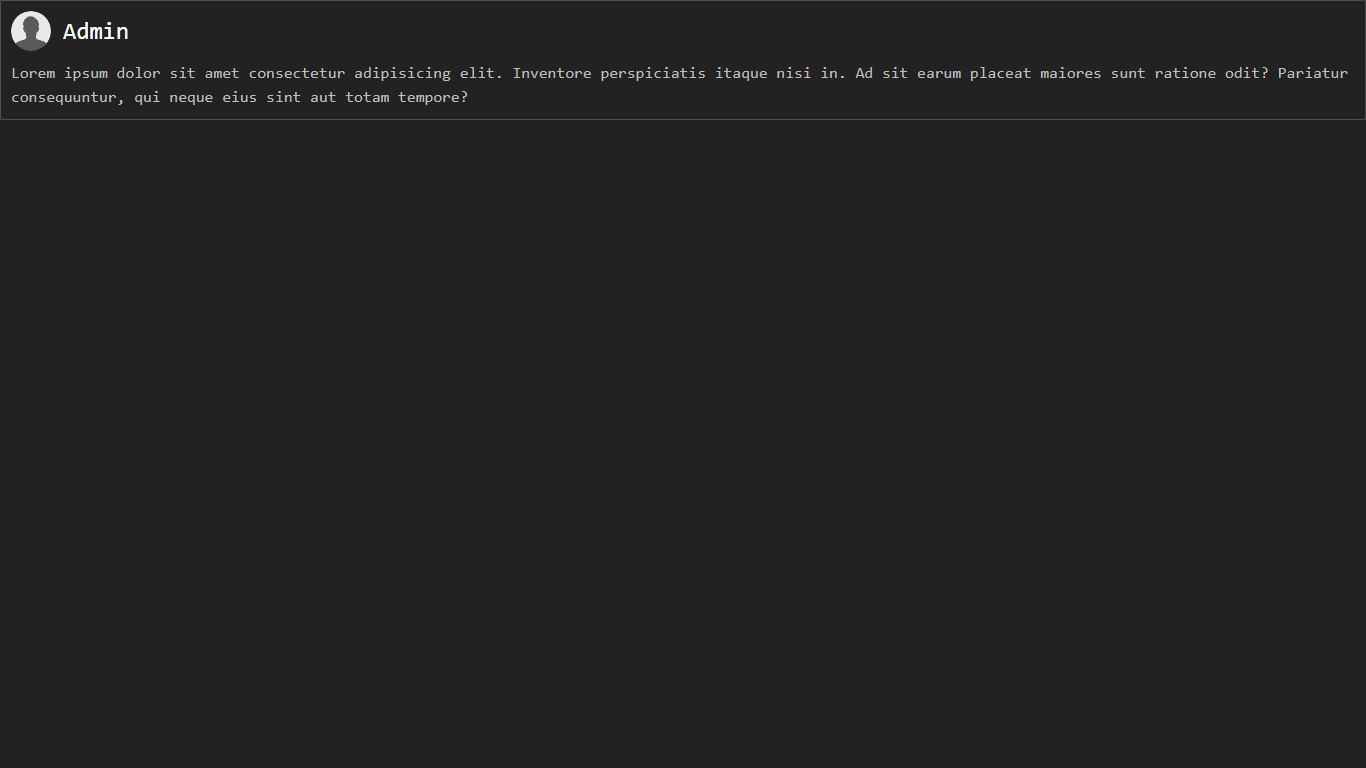 Admin
Lorem ipsum dolor sit amet consectetur adipisicing elit. Inventore perspiciatis itaque nisi in. Ad sit earum placeat maiores sunt ratione odit? Pariatur
consequuntur, qui neque eius sint aut totam tempore?